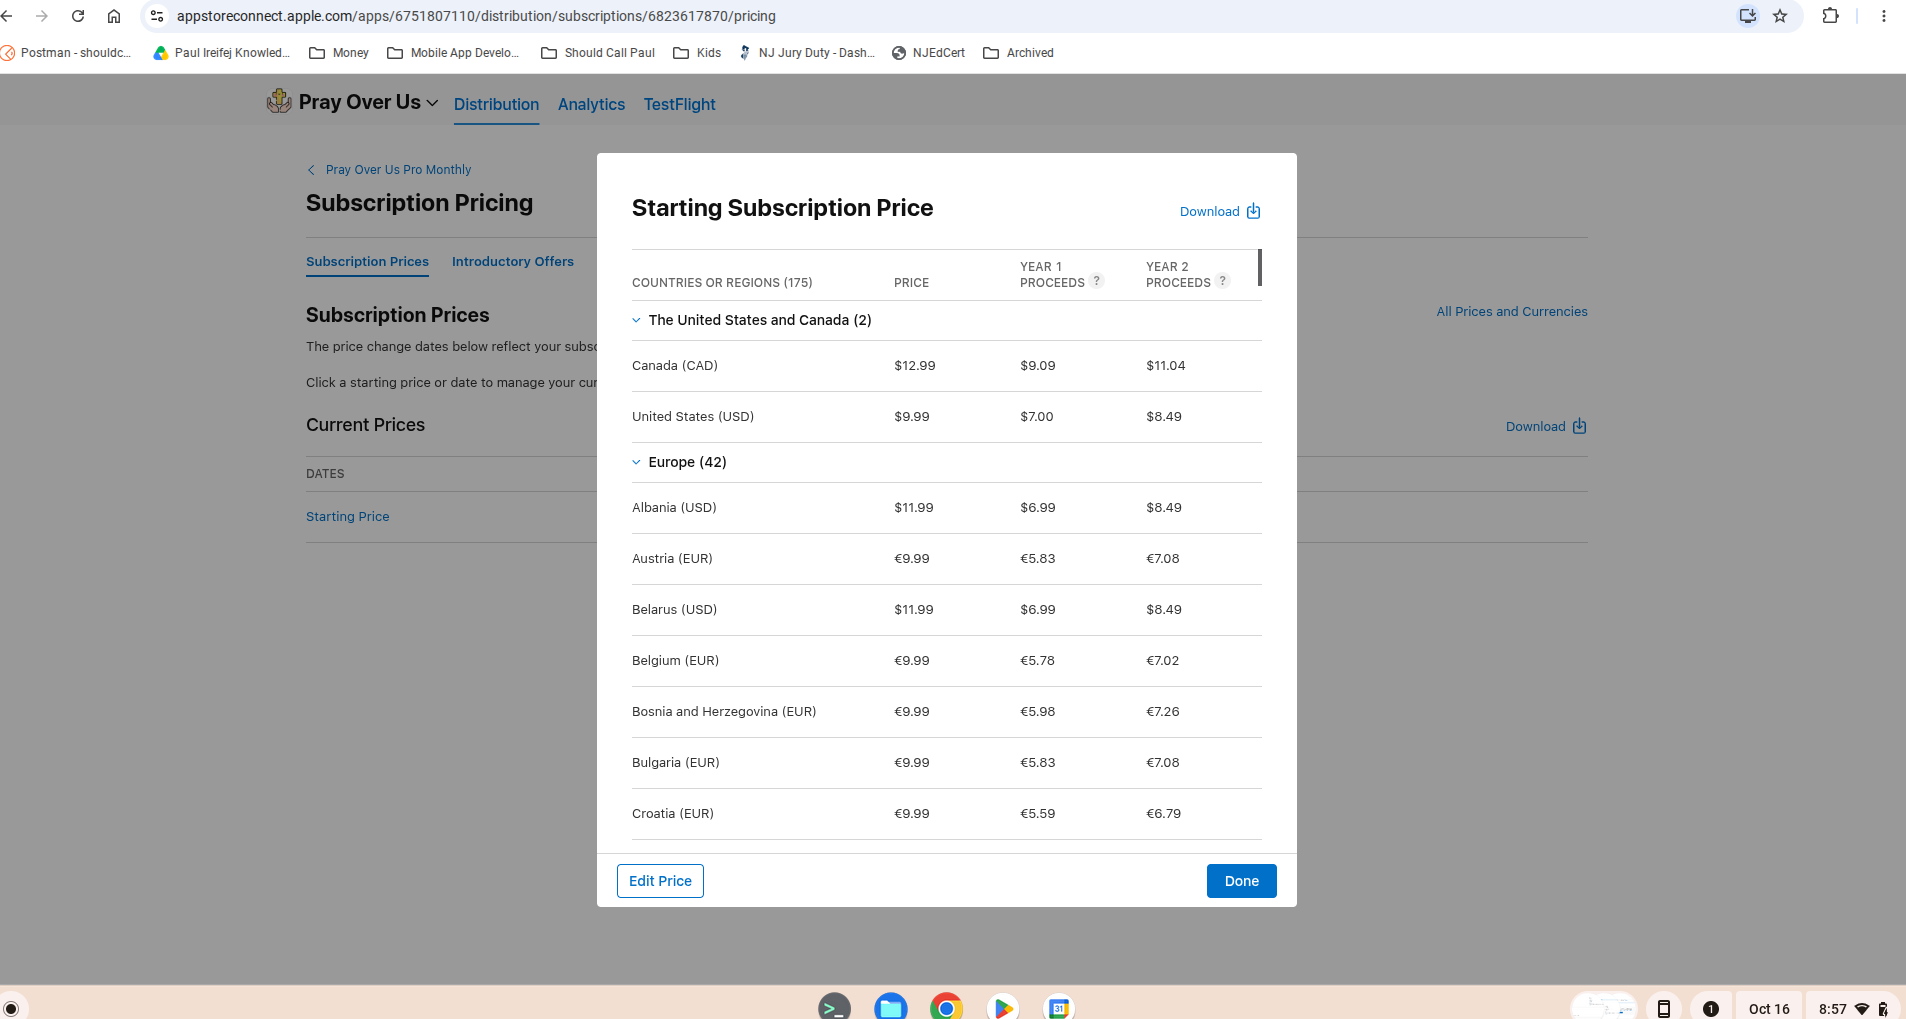 appstoreconnect.apple.com/apps/6751807110/distribution/subscriptions/6823617870/pricing
Postman - shouldc...
Paul Ireifej Knowled...
Money
Mobile App Develo...
Should Call Paul
Kids
NJ Jury Duty - Dash...
NJEdCert
Archived
Pray Over Us
Distribution
Analytics
TestFlight
Pray Over Us Pro Monthly
Subscription Pricing
Subscription Prices
Introductory Offers
Subscription Prices
All Prices and Currencies
The price change dates below reflect your subsc
Click a starting price or date to manage your cur
Current Prices
Download
DATES
Starting Price
Starting Subscription Price
Download
COUNTRIES OR REGIONS (175) PRICE YEAR 1 PROCEEDS ? YEAR 2 PROCEEDS ?
The United States and Canada (2)
Canada (CAD) $12.99 $9.09 $11.04
United States (USD) $9.99 $7.00 $8.49
Europe (42)
Albania (USD) $11.99 $6.99 $8.49
Austria (EUR) €9.99 €5.83 €7.08
Belarus (USD) $11.99 $6.99 $8.49
Belgium (EUR) €9.99 €5.78 €7.02
Bosnia and Herzegovina (EUR) €9.99 €5.98 €7.26
Bulgaria (EUR) €9.99 €5.83 €7.08
Croatia (EUR) €9.99 €5.59 €6.79
Edit Price
Done
31
1
Oct 16
8:57